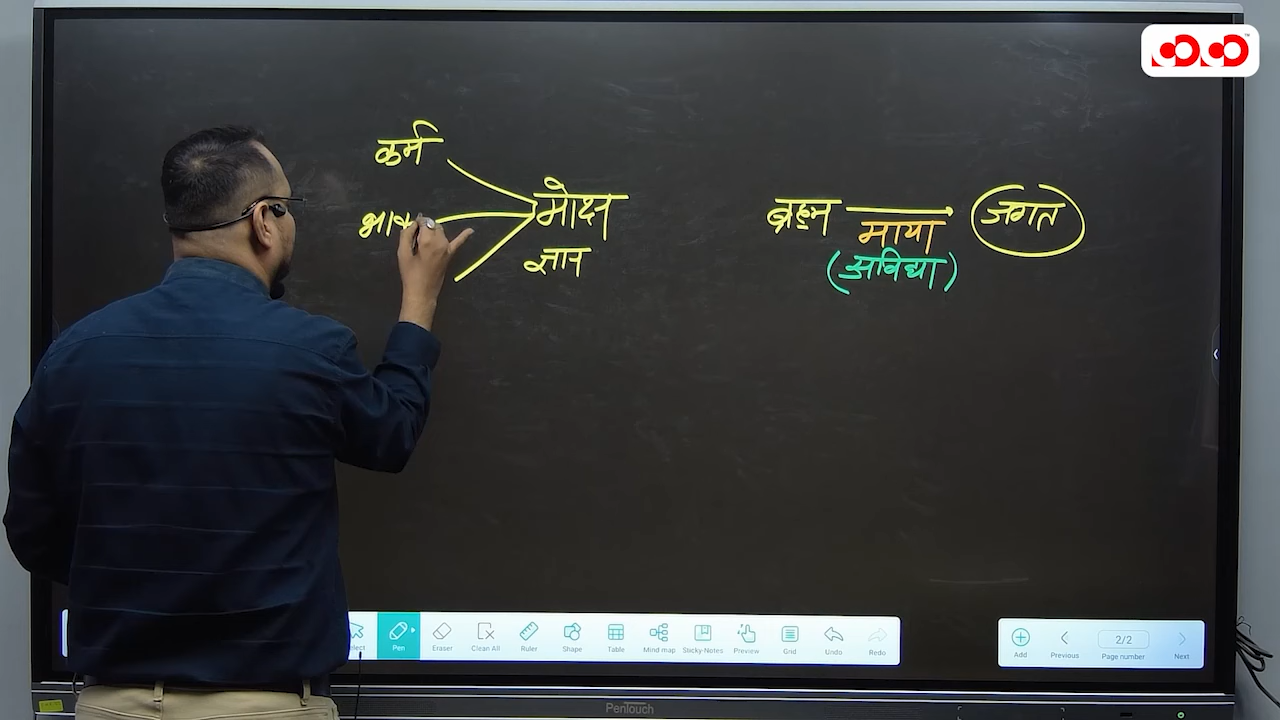 कर्म
मोक्ष
ज्ञान
ब्रह्म
माया
(अविद्या)
जगत
Pen
Eraser
Clean All
Ruler
Shape
Table
Mind map
Sticky-Notes
Preview
Grid
Undo
Redo
Add
Previous
2/2
Page number
Next
PenTouch